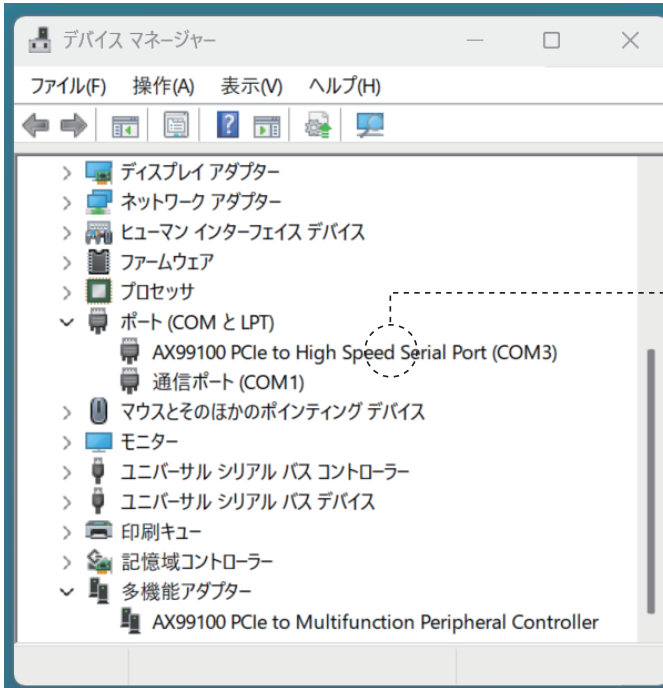 デバイス マネージャー
ファイル(F) 操作(A) 表示(V) ヘルプ(H)
ディスプレイ アダプター
ネットワーク アダプター
ヒューマン インターフェイス デバイス
ファームウェア
プロセッサ
ポート (COM と LPT)
AX99100 PCIe to High Speed Serial Port (COM3)
通信ポート (COM1)
マウスとそのほかのポインティング デバイス
モニター
ユニバーサル シリアル バス コントローラー
ユニバーサル シリアル バス デバイス
印刷キュー
記憶域コントローラー
多機能アダプター
AX99100 PCIe to Multifunction Peripheral Controller